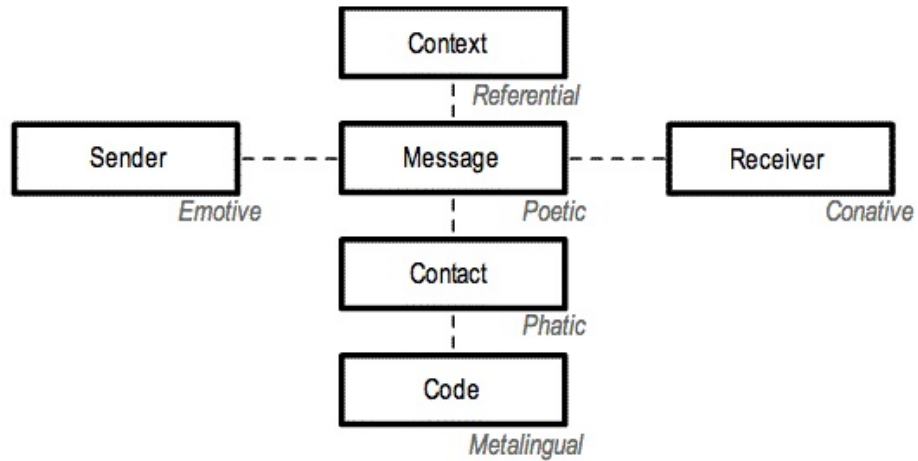 Context
Referential
Sender
Message
Receiver
Emotive
Poetic
Conative
Contact
Phatic
Code
Metalingual